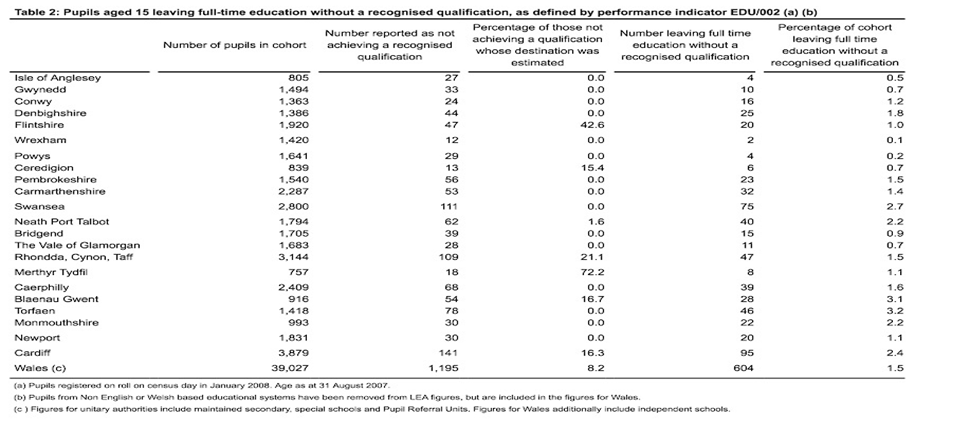 Table 2: Pupils aged 15 leaving full-time education without a recognised qualification, as defined by performance indicator EDU/002 (a) (b)
Number of pupils in cohort
Number reported as not achieving a recognised qualification
Percentage of those not achieving a qualification whose destination was estimated
Number leaving full time education without a recognised qualification
Percentage of cohort leaving full time education without a recognised qualification
Isle of Anglesey 805 27 0.0 4 0.5
Gwynedd 1,494 33 0.0 10 0.7
Conwy 1,363 24 0.0 16 1.2
Denbighshire 1,386 44 0.0 25 1.8
Flintshire 1,920 47 42.6 20 1.0
Wrexham 1,420 12 0.0 2 0.1
Powys 1,641 29 0.0 4 0.2
Ceredigion 839 13 15.4 6 0.7
Pembrokeshire 1,540 56 0.0 23 1.5
Carmarthenshire 2,287 53 0.0 32 1.4
Swansea 2,800 111 0.0 75 2.7
Neath Port Talbot 1,794 62 1.6 40 2.2
Bridgend 1,705 39 0.0 15 0.9
The Vale of Glamorgan 1,683 28 0.0 11 0.7
Rhondda, Cynon, Taff 3,144 109 21.1 47 1.5
Merthyr Tydfil 757 18 72.2 8 1.1
Caerphilly 2,409 68 0.0 39 1.6
Blaenau Gwent 916 54 16.7 28 3.1
Torfaen 1,418 78 0.0 46 3.2
Monmouthshire 993 30 0.0 22 2.2
Newport 1,831 30 0.0 20 1.1
Cardiff 3,879 141 16.3 95 2.4
Wales (c) 39,027 1,195 8.2 604 1.5
(a) Pupils registered on roll on census day in January 2008. Age as at 31 August 2007.
(b) Pupils from Non English or Welsh based educational systems have been removed from LEA figures, but are included in the figures for Wales.
(c ) Figures for unitary authorities include maintained secondary, special schools and Pupil Referral Units. Figures for Wales additionally include independent schools.